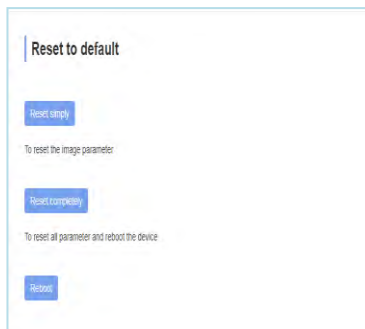 Reset to default
Reset simply
To reset the image parameter
Reset completely
To reset all parameter and reboot the device
Reboot